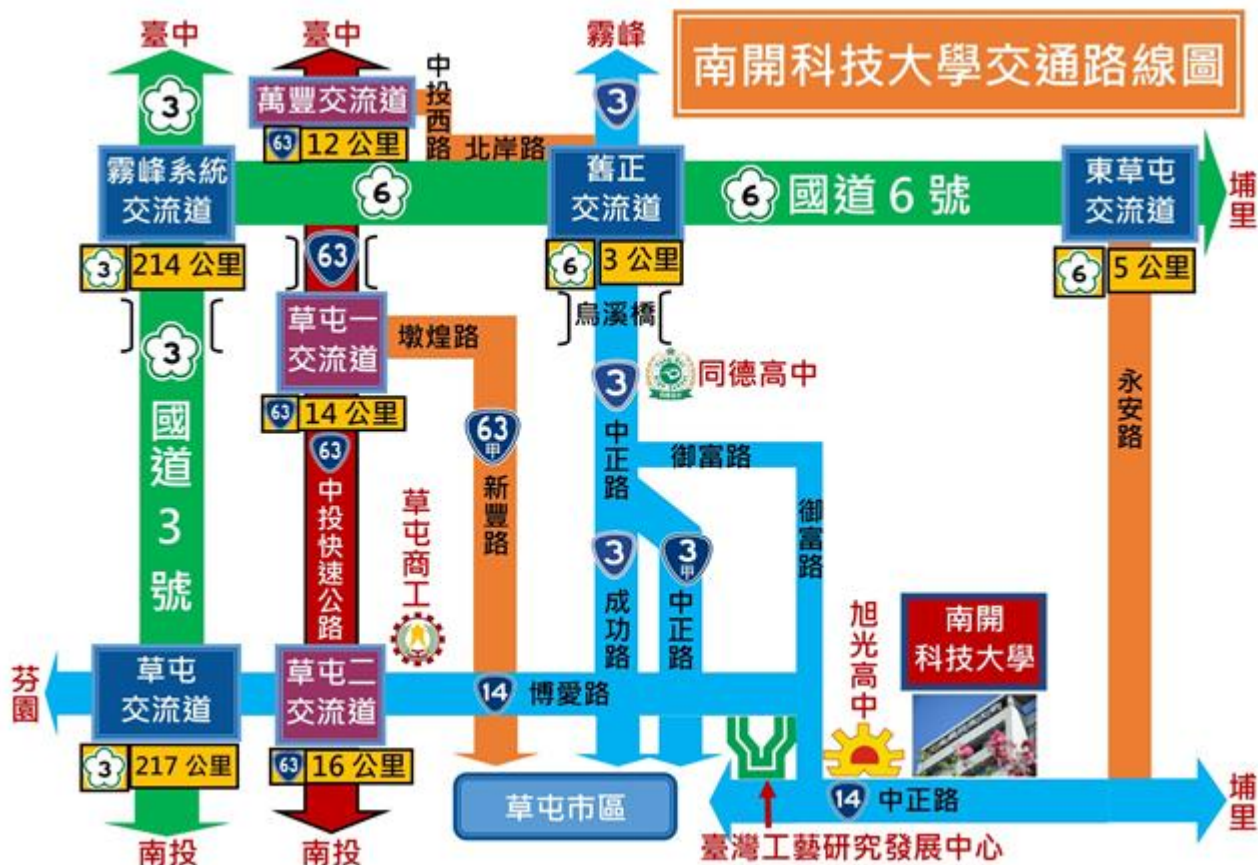 南開科技大學交通路線圖
臺中
臺中
霧峰
3
萬豐交流道
63 12 公里
中投西路
北岸路
3
霧峰系統
交流道
6
舊正
交流道
6 國道 6 號
東草屯
交流道
埔里
3 214 公里
63
6 3 公里
6 5 公里
3
草屯一
交流道
墩煌路
烏溪橋
3
同德高中
63 14 公里
63
63
甲
中正路
御富路
永安路
國道3號
中投快速公路
草屯商工
新豐路
3
3
甲
御富路
成功路
中正路
旭光高中
南開
科技大學
芬園
草屯
交流道
草屯二
交流道
14 博愛路
3 217 公里
63 16 公里
草屯市區
14 中正路
埔里
南投
南投
臺灣工藝研究發展中心